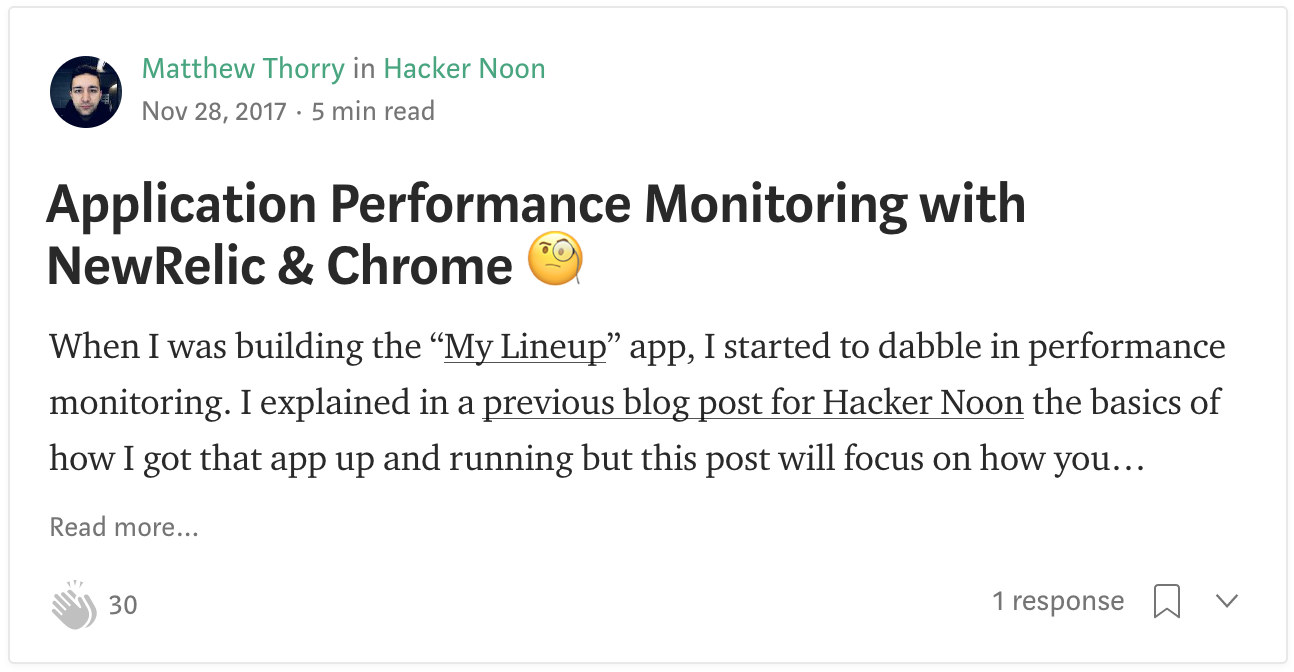 Matthew Thorry in Hacker Noon
Nov 28, 2017 · 5 min read
Application Performance Monitoring with
NewRelic & Chrome 🧐
When I was building the “My Lineup” app, I started to dabble in performance
monitoring. I explained in a previous blog post for Hacker Noon the basics of
how I got that app up and running but this post will focus on how you…
Read more…
30
1 response